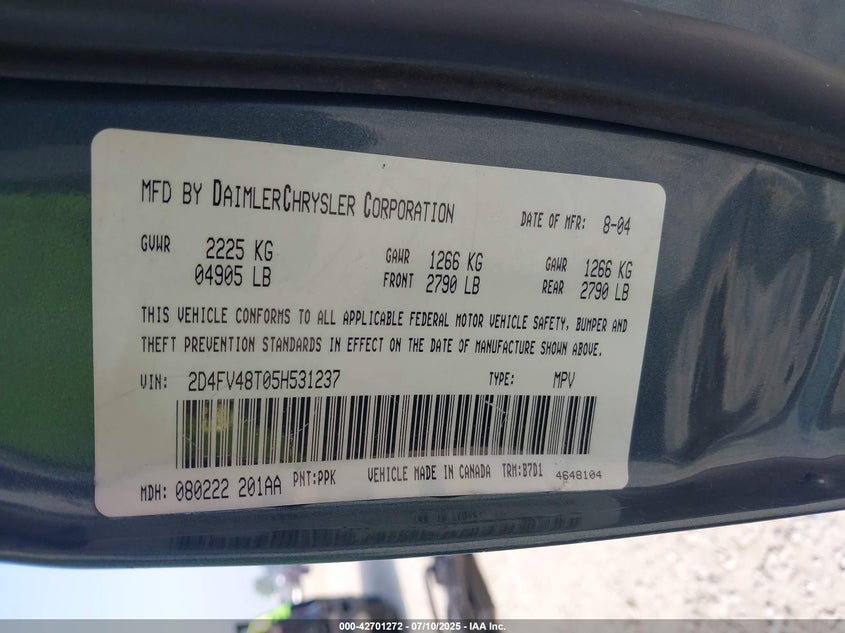 MFD BY DAIMLERCHRYSLER CORPORATION DATE OF MFR: 8-04
GVWR 2225 KG GAWR 1266 KG GAWR 1266 KG
04905 LB FRONT 2790 LB REAR 2790 LB
THIS VEHICLE CONFORMS TO ALL APPLICABLE FEDERAL MOTOR VEHICLE SAFETY, BUMPER AND
THEFT PREVENTION STANDARDS IN EFFECT ON THE DATE OF MANUFACTURE SHOWN ABOVE.
VIN: 2D4FV48T05H531237 TYPE: MPV
MDH: 080222 201AA PNT:PPK VEHICLE MADE IN CANADA TRM:B7D1 4648104
000-42701272 - 07/10/2025 - IAA Inc.